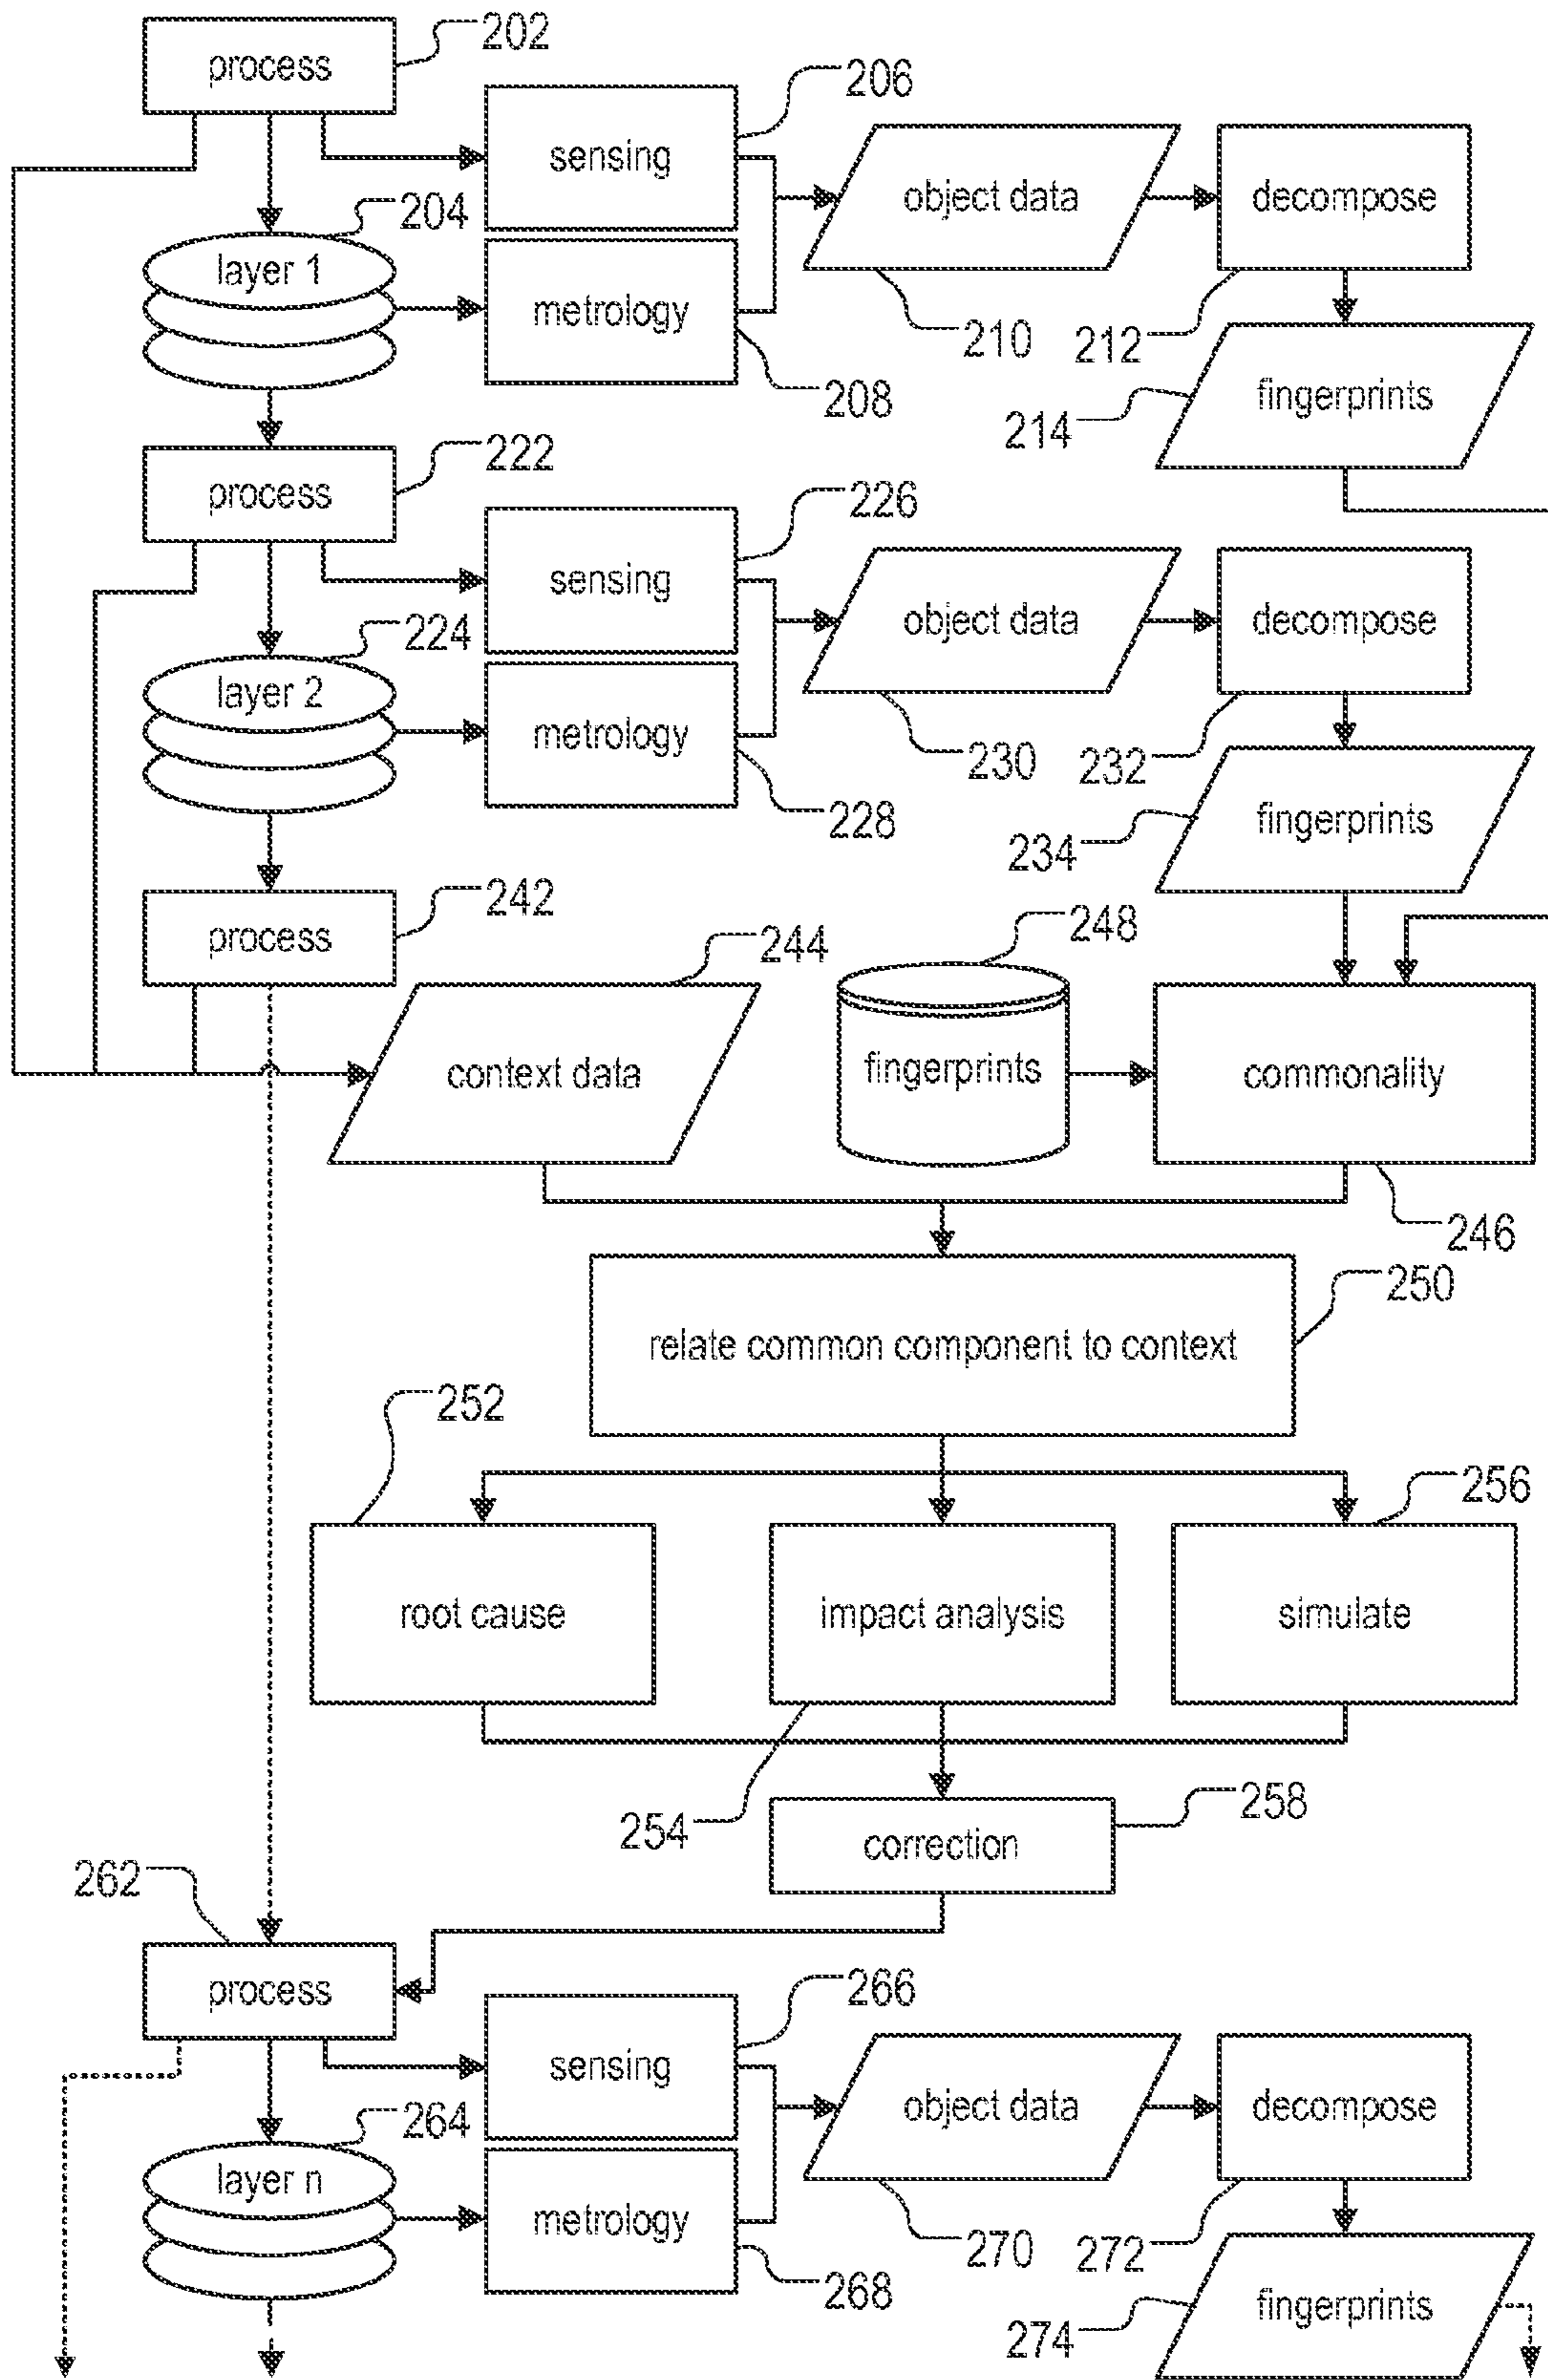 process
202
sensing
206
object data
decompose
layer 1
204
metrology
208
210
212
fingerprints
214
process
222
sensing
226
object data
decompose
layer 2
224
metrology
228
230
232
fingerprints
234
process
242
244
248
context data
fingerprints
commonality
246
relate common component to context
250
252
256
root cause
impact analysis
simulate
254
258
correction
262
process
sensing
266
object data
decompose
layer n
264
metrology
268
270
272
fingerprints
274